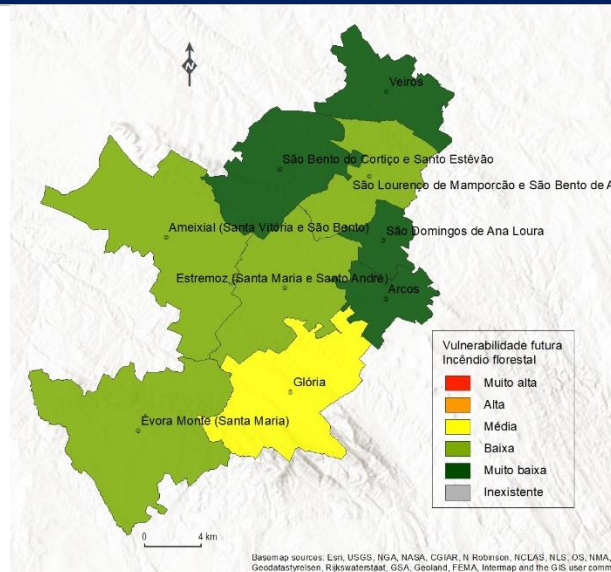 N
Veiros
São Bento do Cortiço e Santo Estêvão
São Lourenço de Mamporcão e São Bento de A
Ameixial (Santa Vitória e São Bento)
São Domingos de Ana Loura
Estremoz (Santa Maria e Santo André)
Arcos
Glória
Évora Monte (Santa Maria)
Vulnerabilidade futura
Incêndio florestal
Muito alta
Alta
Média
Baixa
Muito baixa
Inexistente
0 4 km
Basemap sources: Esri, USGS, NGA, NASA, CGIAR, N Robinson, NCEAS, NLS, OS, NMA,
Geodatastyrelsen, Rijkswaterstaat, GSA, Geoland, FEMA, Intermap and the GIS user comm